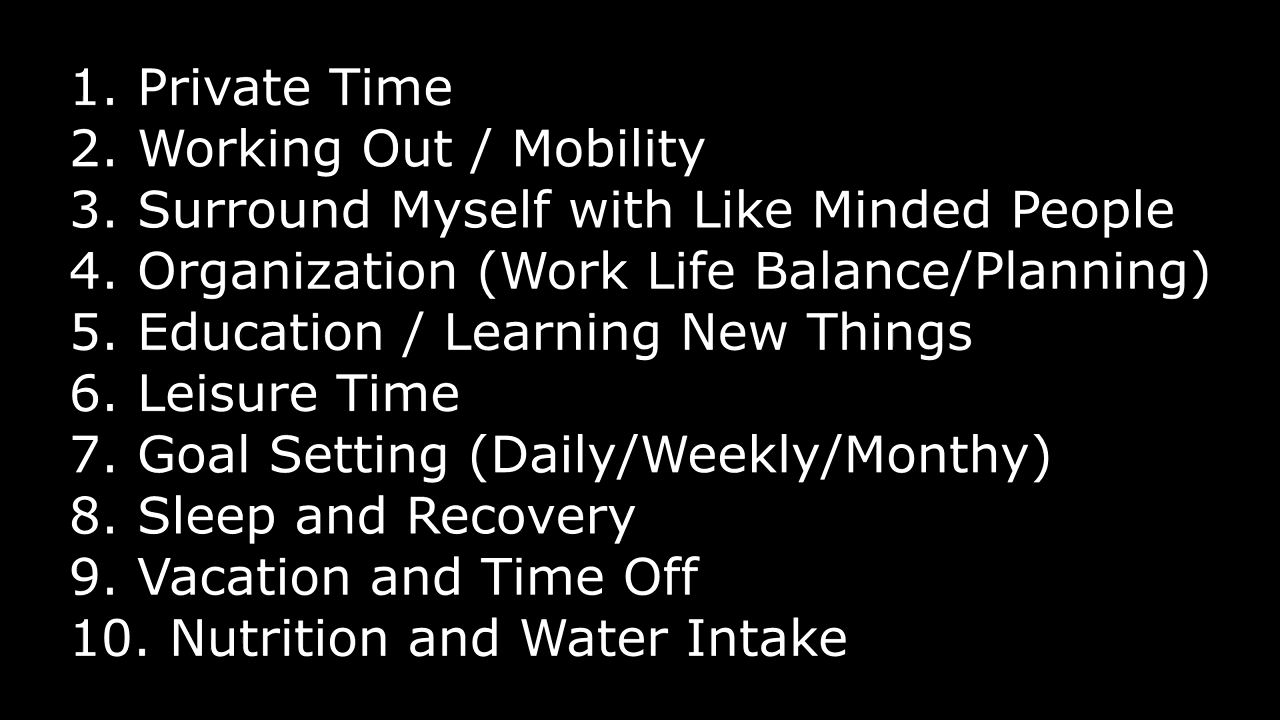 1. Private Time
2. Working Out / Mobility
3. Surround Myself with Like Minded People
4. Organization (Work Life Balance/Planning)
5. Education / Learning New Things
6. Leisure Time
7. Goal Setting (Daily/Weekly/Monthy)
8. Sleep and Recovery
9. Vacation and Time Off
10. Nutrition and Water Intake